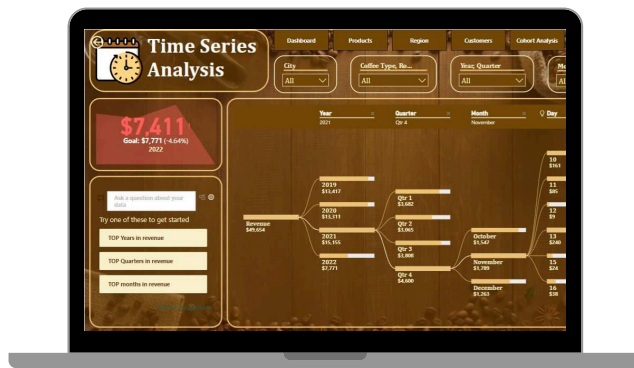 Time Series
Analysis
Dashboard
Products
Region
Customers
Cohort Analysis
City
All
Coffee Type, Ro...
All
Year, Quarter
All
$7,411
Goal: $7,771 (-4.64%)
2022
Ask a question about your
data
Try one of these to get started
TOP Years in revenue
TOP Quarters in revenue
TOP months in revenue
Year
2021
Quarter
Qtr 4
Month
November
Day
Revenue
$49,654
2019
$13,417
2020
$13,311
2021
$15,155
2022
$7,771
Qtr 1
$3,682
Qtr 2
$3,065
Qtr 3
$3,808
Qtr 4
$4,600
October
$1,547
November
$1,789
December
$1,263
10
$161
11
$85
12
$9
13
$240
15
$24
16
$38